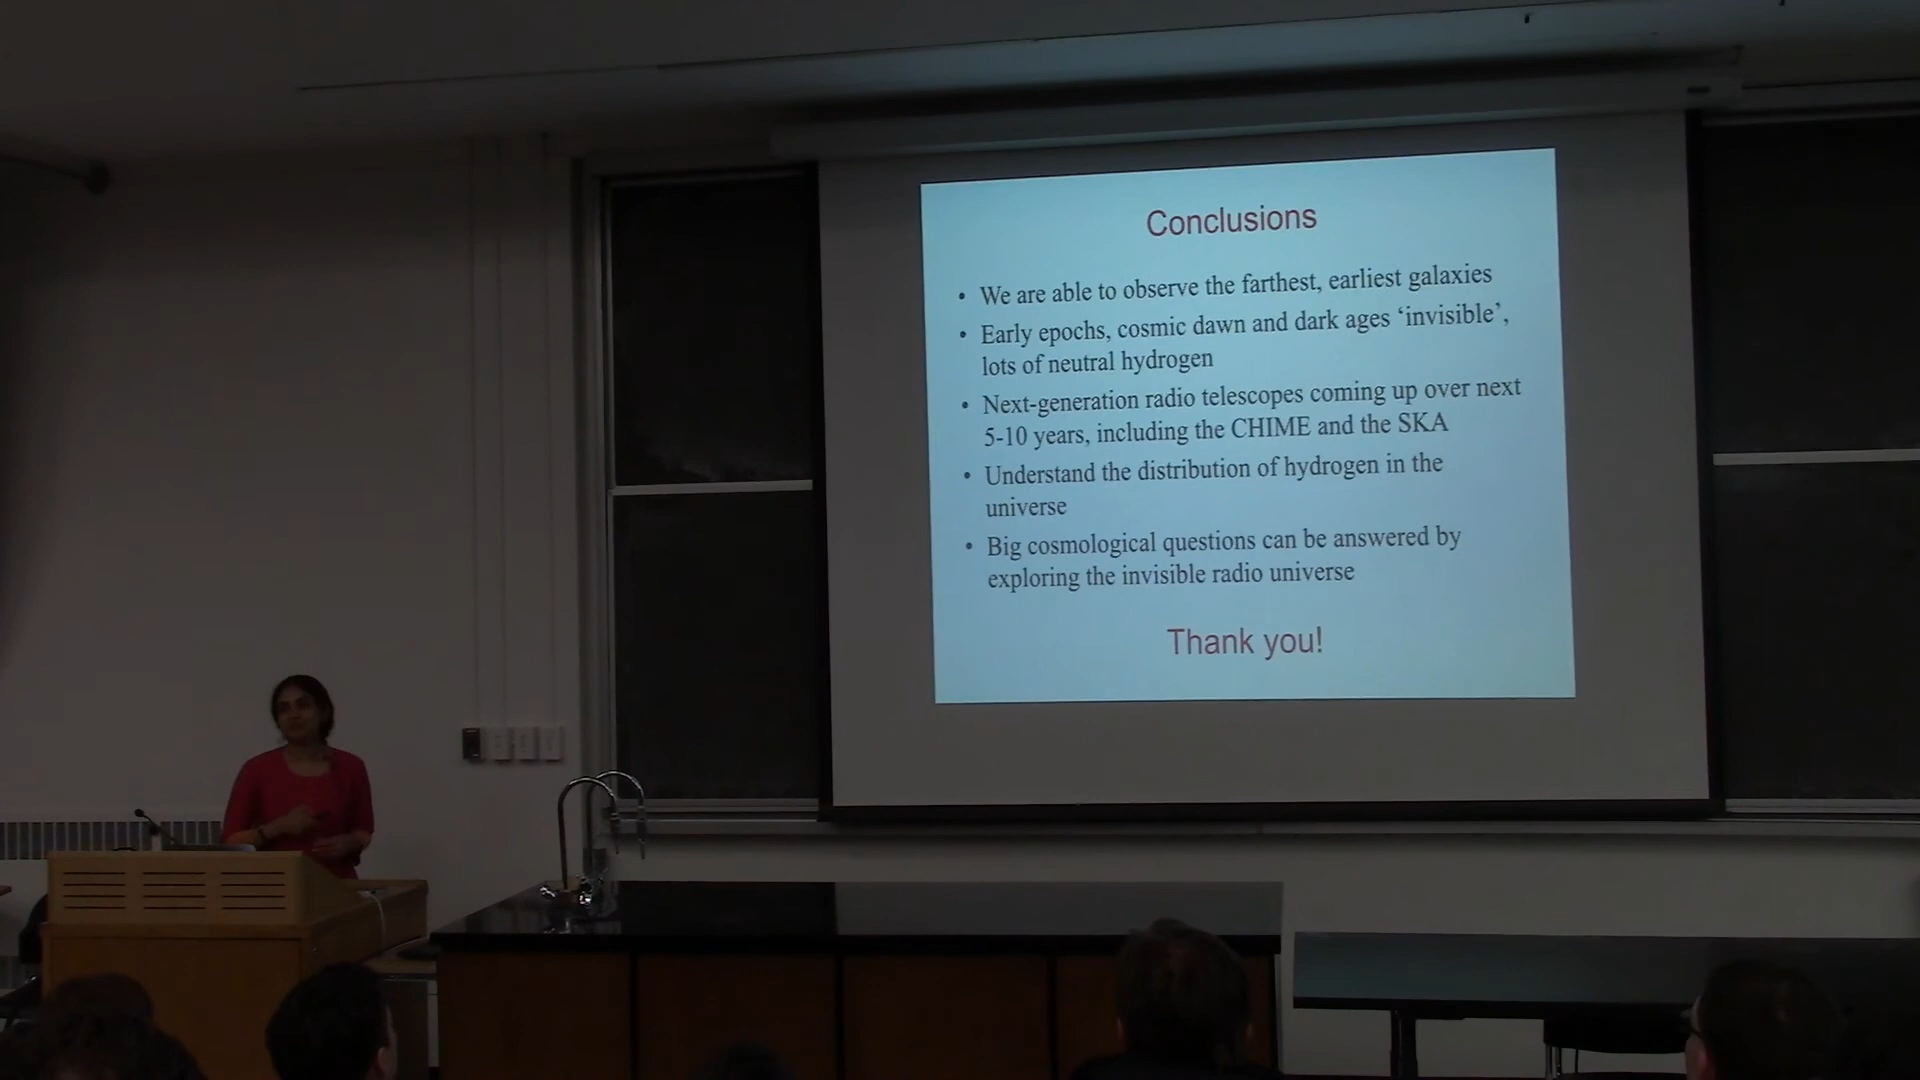 Conclusions
• We are able to observe the farthest, earliest galaxies
• Early epochs, cosmic dawn and dark ages ‘invisible’,
lots of neutral hydrogen
• Next-generation radio telescopes coming up over next
5-10 years, including the CHIME and the SKA
• Understand the distribution of hydrogen in the
universe
• Big cosmological questions can be answered by
exploring the invisible radio universe
Thank you!